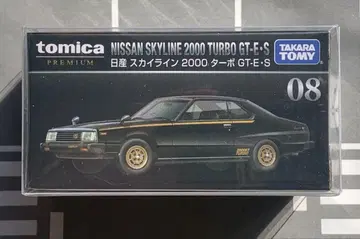 tomica
PREMIUM
NISSAN SKYLINE 2000 TURBO GT-E･S
日産 スカイライン 2000 ターボ GT-E･S
TAKARA
TOMY
08